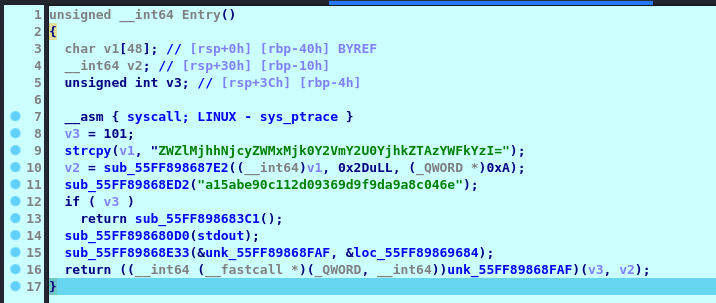 1 unsigned __int64 Entry()
2 {
3 char v1[48]; // [rsp+0h] [rbp-40h] BYREF
4 __int64 v2; // [rsp+30h] [rbp-10h]
5 unsigned int v3; // [rsp+3Ch] [rbp-4h]
6
7 __asm { syscall; LINUX - sys_ptrace }
8 v3 = 101;
9 strcpy(v1, "ZWZlMjhhNjcyZWMxMjk0Y2VmY2U0YjhkZTAzYWFkYzI=");
10 v2 = sub_55FF898687E2((__int64)v1, 0x2DuLL, (_QWORD *)0xA);
11 sub_55FF89868ED2("a15abe90c112d09369d9f9da9a8c046e");
12 if ( v3 )
13 return sub_55FF898683C1();
14 sub_55FF898680D0(stdout);
15 sub_55FF89868E33(&unk_55FF89868FAF, &loc_55FF89869684);
16 return ((__int64 (__fastcall *)(_QWORD, __int64))unk_55FF89868FAF)(v3, v2);
17 }